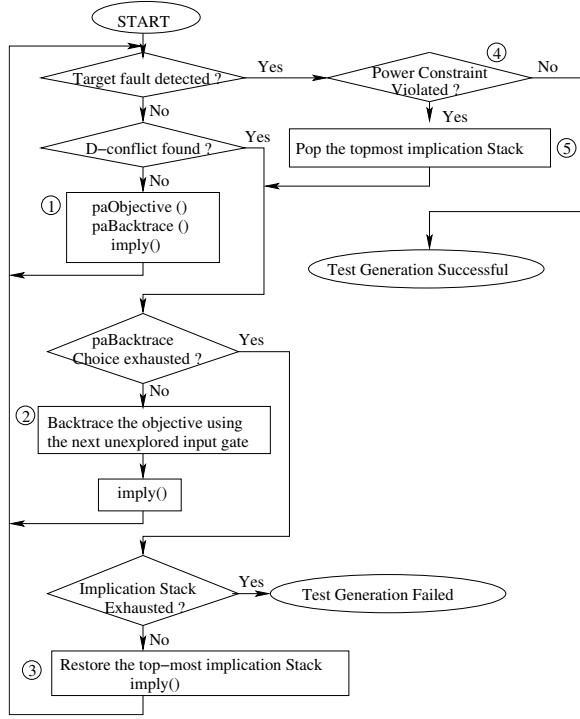 START
Target fault detected ?
Yes
④
Power Constraint
Violated ?
No
No
Yes
D−conflict found ?
Yes
Pop the topmost implication Stack
⑤
No
①
paObjective ()
paBacktrace ()
imply()
Test Generation Successful
paBacktrace
Choice exhausted ?
Yes
No
②
Backtrace the objective using
the next unexplored input gate
imply()
Implication Stack
Exhausted ?
Yes
Test Generation Failed
No
③
Restore the top−most implication Stack
imply()